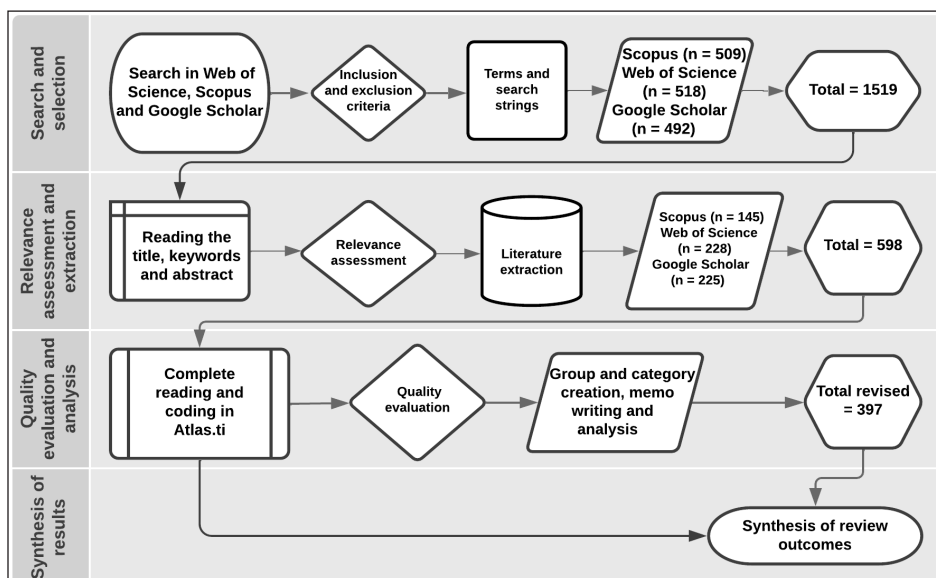 Search and
selection
Search in Web of
Science, Scopus
and Google Scholar
Inclusion
and exclusion
criteria
Terms and
search
strings
Scopus (n = 509)
Web of Science
(n = 518)
Google Scholar
(n = 492)
Total = 1519
Relevance
assessment and
extraction
Reading the
title, keywords
and abstract
Relevance
assessment
Literature
extraction
Scopus (n = 145)
Web of Science
(n = 228)
Google Scholar
(n = 225)
Total = 598
Quality
evaluation and
analysis
Complete
reading and
coding in
Atlas.ti
Quality
evaluation
Group and category
creation, memo
writing and
analysis
Total revised
= 397
Synthesis of
results
Synthesis of review
outcomes